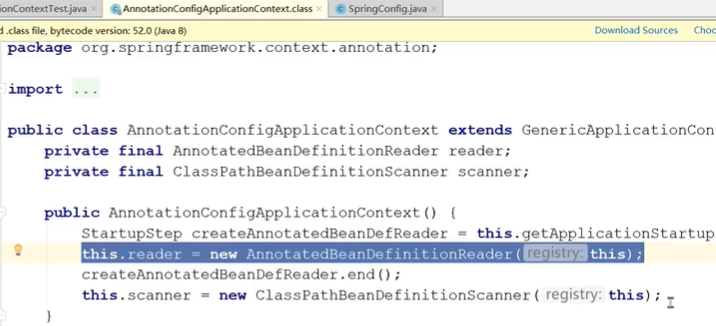 onContextTest.java × AnnotationConfigApplicationContext.class × SpringConfig.java ×
.class file, bytecode version: 52.0 (Java 8) Download Sources Choo
package org.springframework.context.annotation;
import ...
public class AnnotationConfigApplicationContext extends GenericApplicationCon
private final AnnotatedBeanDefinitionReader reader;
private final ClassPathBeanDefinitionScanner scanner;
public AnnotationConfigApplicationContext() {
StartupStep createAnnotatedBeanDefReader = this.getApplicationStartup
this.reader = new AnnotatedBeanDefinitionReader( registry: this);
createAnnotatedBeanDefReader.end();
this.scanner = new ClassPathBeanDefinitionScanner( registry: this);
}